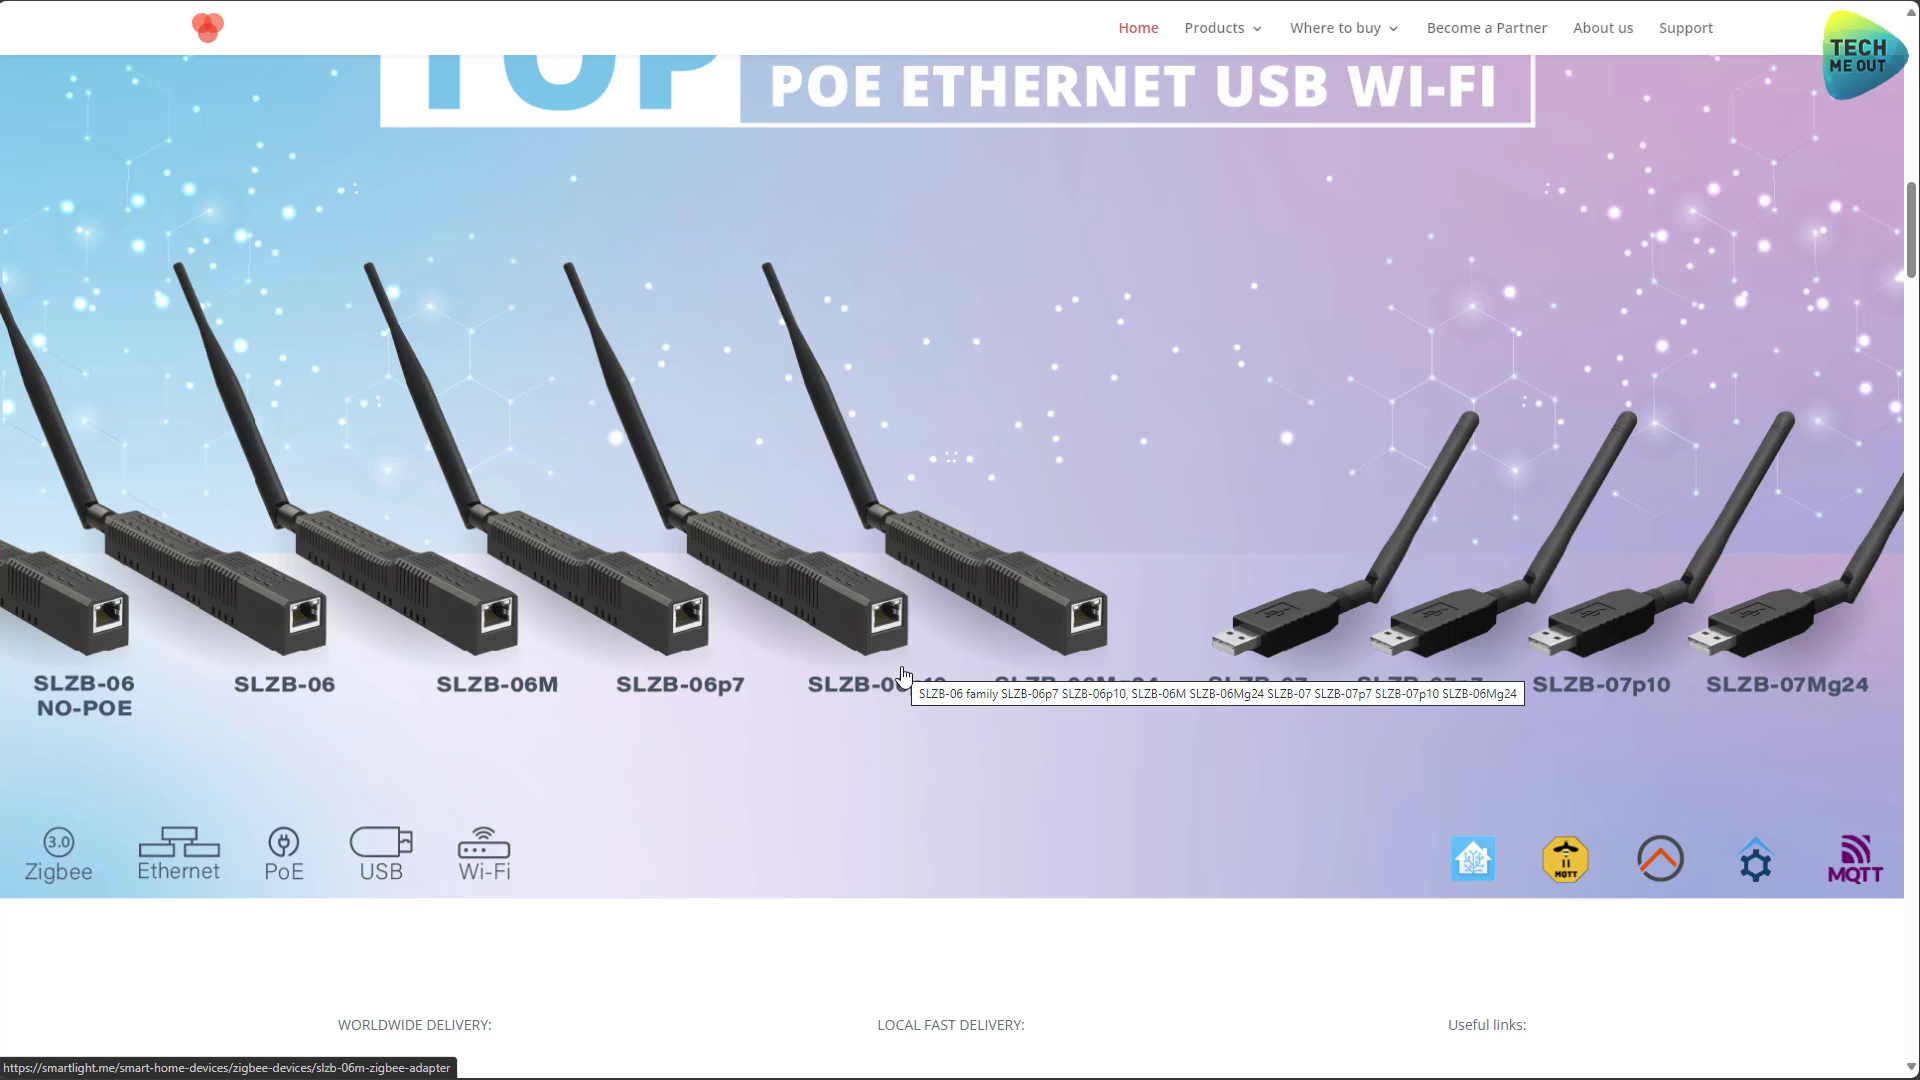 Home Products Where to buy Become a Partner About us Support
TECH
ME OUT
TOP
POE ETHERNET USB WI-FI
SLZB-06
NO-POE
SLZB-06
SLZB-06M
SLZB-06p7
SLZB-07p10
SLZB-07Mg24
SLZB-06 family SLZB-06p7 SLZB-06p10, SLZB-06M SLZB-06Mg24 SLZB-07 SLZB-07p7 SLZB-07p10 SLZB-06Mg24
3.0
Zigbee
Ethernet
PoE
USB
Wi-Fi
MQTT
MQTT
WORLDWIDE DELIVERY:
LOCAL FAST DELIVERY:
Useful links:
https://smartlight.me/smart-home-devices/zigbee-devices/slzb-06m-zigbee-adapter